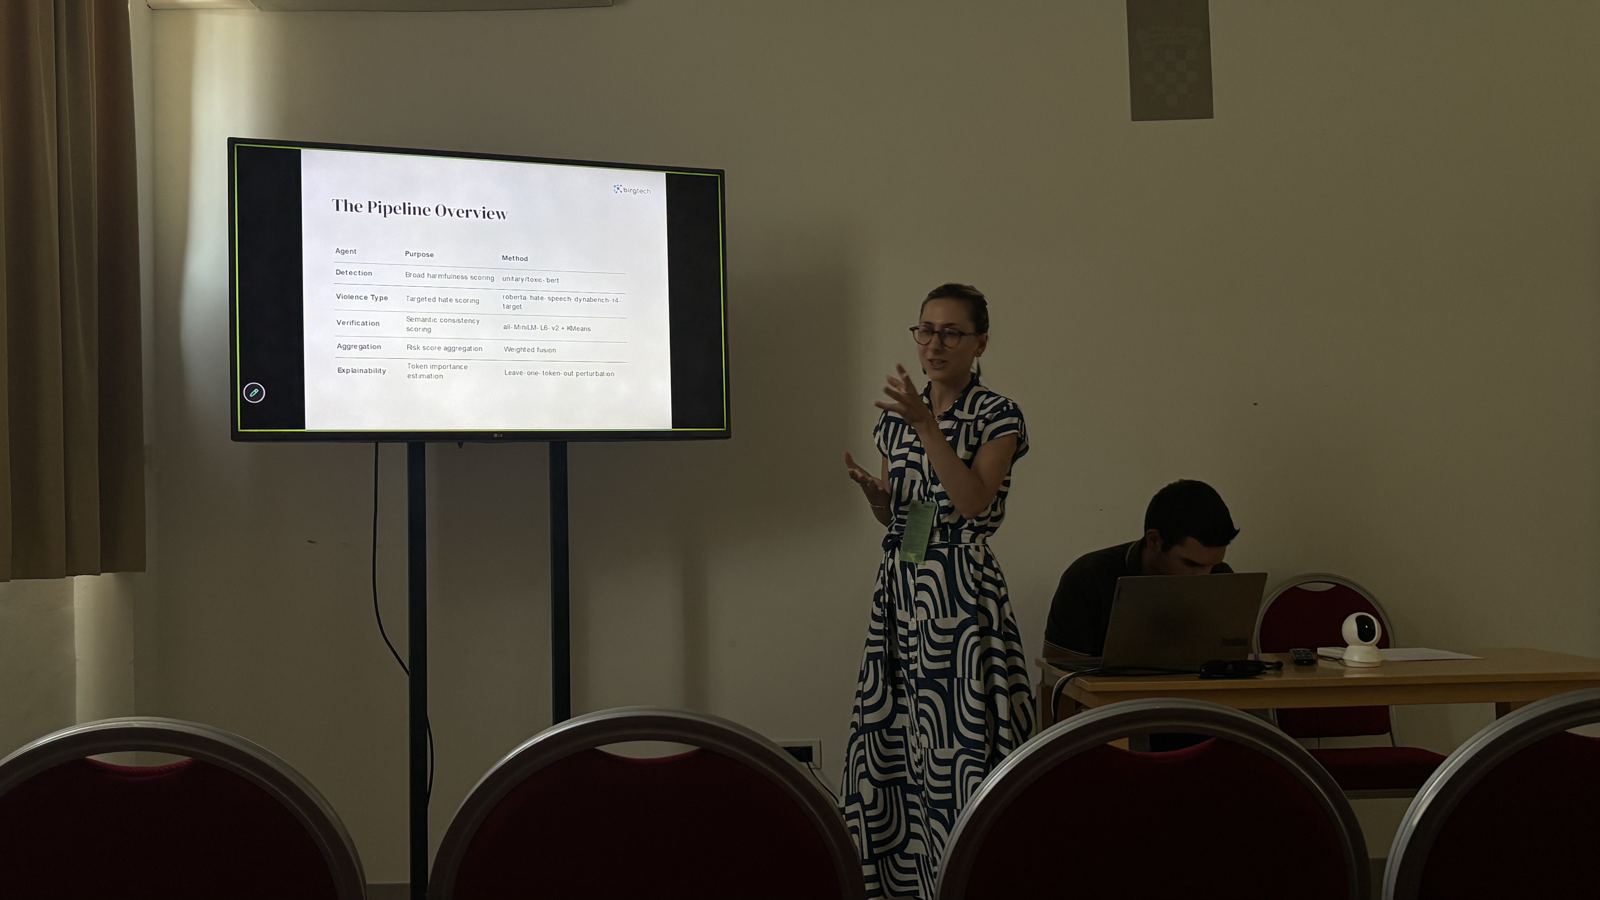 birgtech
The Pipeline Overview
Agent Purpose Method
Detection Broad harmfulness scoring unitary/toxic-bert
Violence Type Targeted hate scoring roberta-hate-speech-dynabench-r4-
target
Verification Semantic consistency
scoring all-MiniLM-L6-v2 + KMeans
Aggregation Risk score aggregation Weighted fusion
Explainability Token importance
estimation Leave-one-token-out perturbation
LG